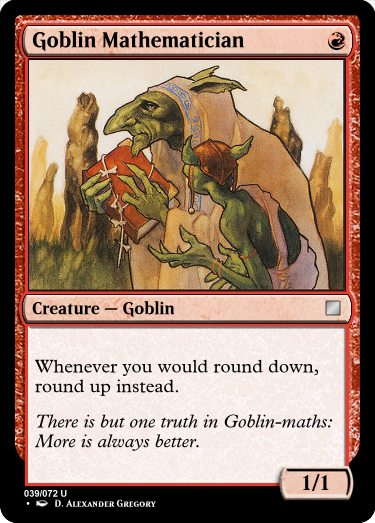 Goblin Mathematician
Creature — Goblin
Whenever you would round down,
round up instead.
There is but one truth in Goblin-maths:
More is always better.
1/1
039/072 U
• D. Alexander Gregory